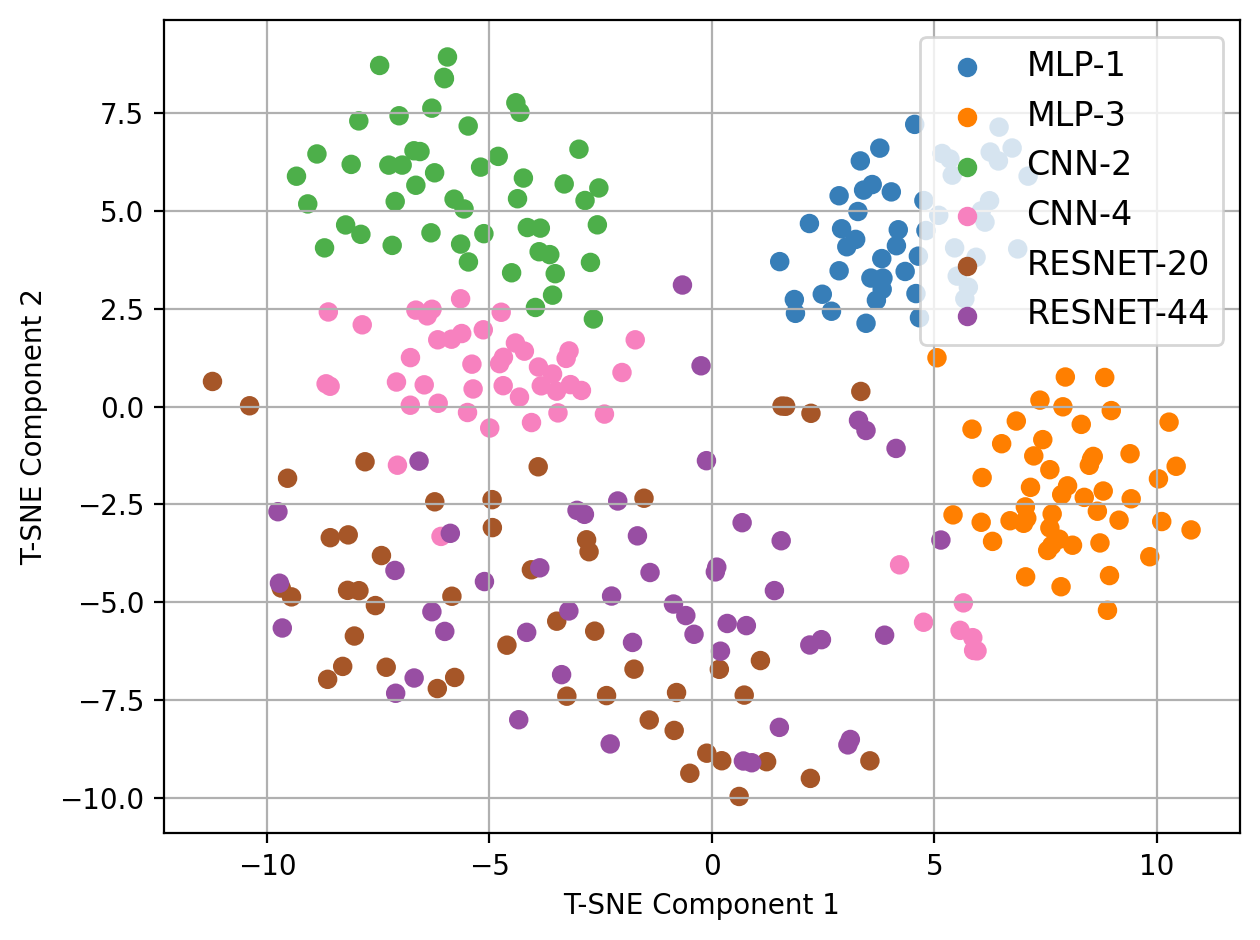 MLP-1
MLP-3
CNN-2
CNN-4
RESNET-20
RESNET-44
7.5
5.0
2.5
0.0
−2.5
−5.0
−7.5
−10.0
T-SNE Component 2
−10
−5
0
5
10
T-SNE Component 1